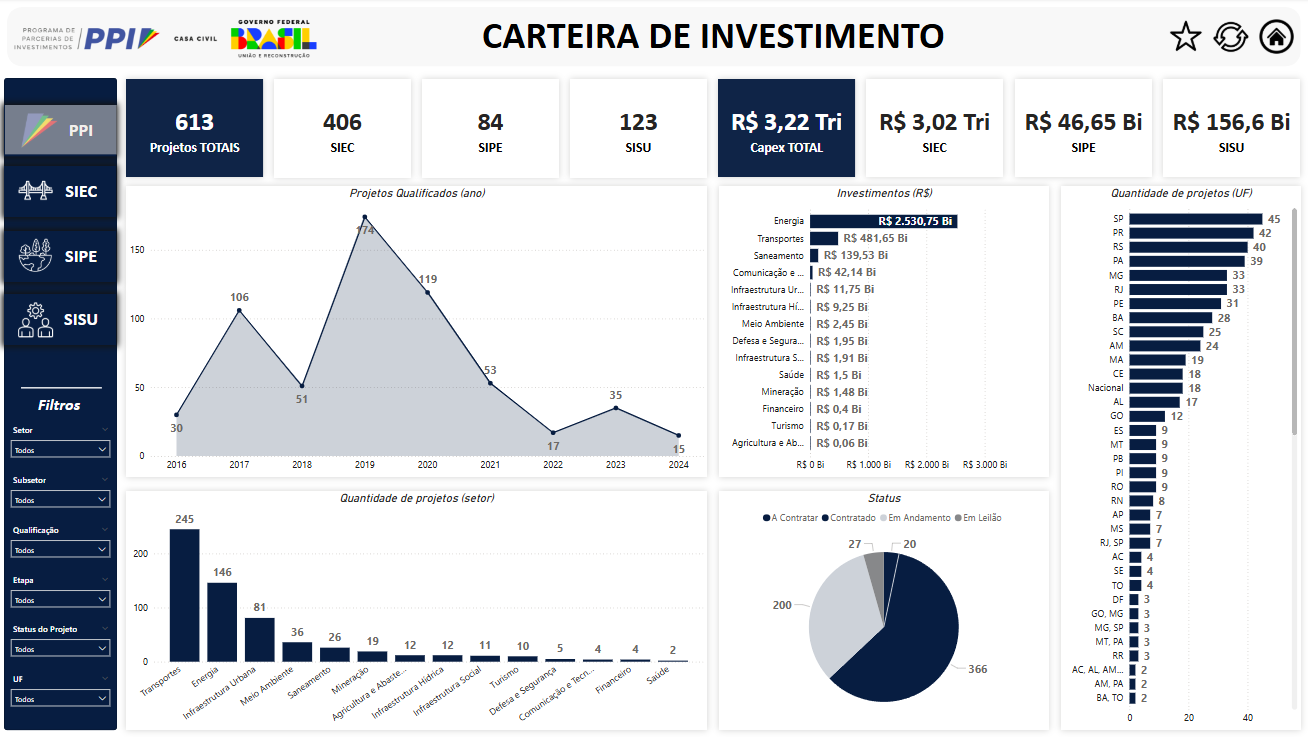 PROGRAMA DE
PARCERIAS DE
INVESTIMENTOS
PPI
CASA CIVIL
GOVERNO FEDERAL
BRASIL
UNIÃO E RECONSTRUÇÃO
CARTEIRA DE INVESTIMENTO
PPI
SIEC
SIPE
SISU
Filtros
Setor
Todos
Subsetor
Todos
Qualificação
Todos
Etapa
Todos
Status do Projeto
Todos
UF
Todos
613
Projetos TOTAIS
406
SIEC
84
SIPE
123
SISU
R$ 3,22 Tri
Capex TOTAL
R$ 3,02 Tri
SIEC
R$ 46,65 Bi
SIPE
R$ 156,6 Bi
SISU
Projetos Qualificados (ano)
150
100
50
0
30
106
51
174
119
53
17
35
15
2016 2017 2018 2019 2020 2021 2022 2023 2024
Investimentos (R$)
Energia R$ 2.530,75 Bi
Transportes R$ 481,65 Bi
Saneamento R$ 139,53 Bi
Comunicação e ... R$ 42,14 Bi
Infraestrutura Ur... R$ 11,75 Bi
Infraestrutura Hí... R$ 9,25 Bi
Meio Ambiente R$ 2,45 Bi
Defesa e Segura... R$ 1,95 Bi
Infraestrutura S... R$ 1,91 Bi
Saúde R$ 1,5 Bi
Mineração R$ 1,48 Bi
Financeiro R$ 0,4 Bi
Turismo R$ 0,17 Bi
Agricultura e Ab... R$ 0,06 Bi
R$ 0 Bi R$ 1.000 Bi R$ 2.000 Bi R$ 3.000 Bi
Quantidade de projetos (UF)
SP 45
PR 42
RS 40
PA 39
MG 33
RJ 33
PE 31
BA 28
SC 25
AM 24
MA 19
CE 18
Nacional 18
AL 17
GO 12
ES 9
MT 9
PB 9
PI 9
RO 9
RN 8
AP 7
MS 7
RJ, SP 7
AC 4
SE 4
TO 4
DF 3
GO, MG 3
MG, SP 3
MT, PA 3
RR 3
AC, AL, AM... 2
AM, PA 2
BA, TO 2
0 20 40
Quantidade de projetos (setor)
200
100
0
245 146 81 36 26 19 12 12 11 10 5 4 4 2
Transportes
Energia
Infraestrutura Urbana
Meio Ambiente
Saneamento
Mineração
Agricultura e Abaste...
Infraestrutura Hídrica
Infraestrutura Social
Turismo
Defesa e Segurança
Comunicação e Tecn...
Financeiro
Saúde
Status
A Contratar Contratado Em Andamento Em Leilão
27
20
200
366